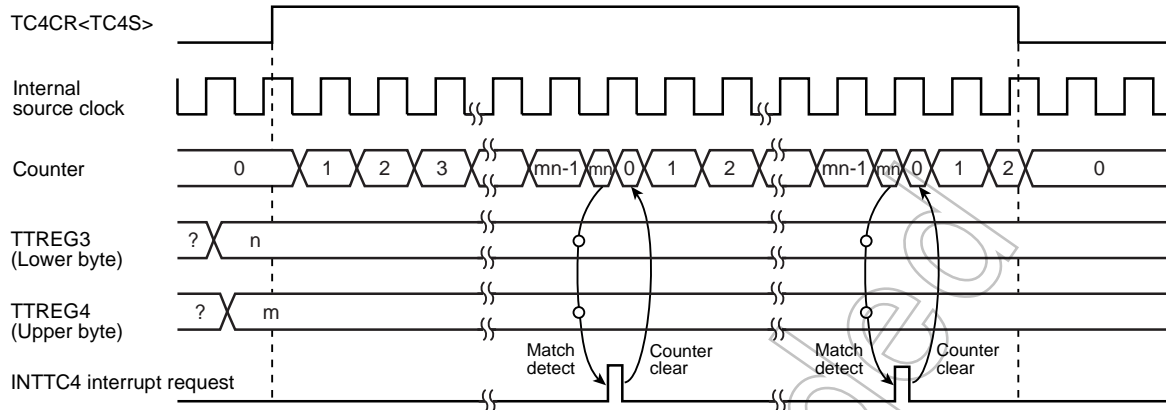 TC4CR<TC4S>
Internal
source clock
Counter 0 1 2 3 mn-1 mn 0 1 2 mn-1 mn 0 1 2 0
TTREG3
(Lower byte)
? n
TTREG4
(Upper byte)
? m
Match
detect
Counter
clear
Match
detect
Counter
clear
INTTC4 interrupt request